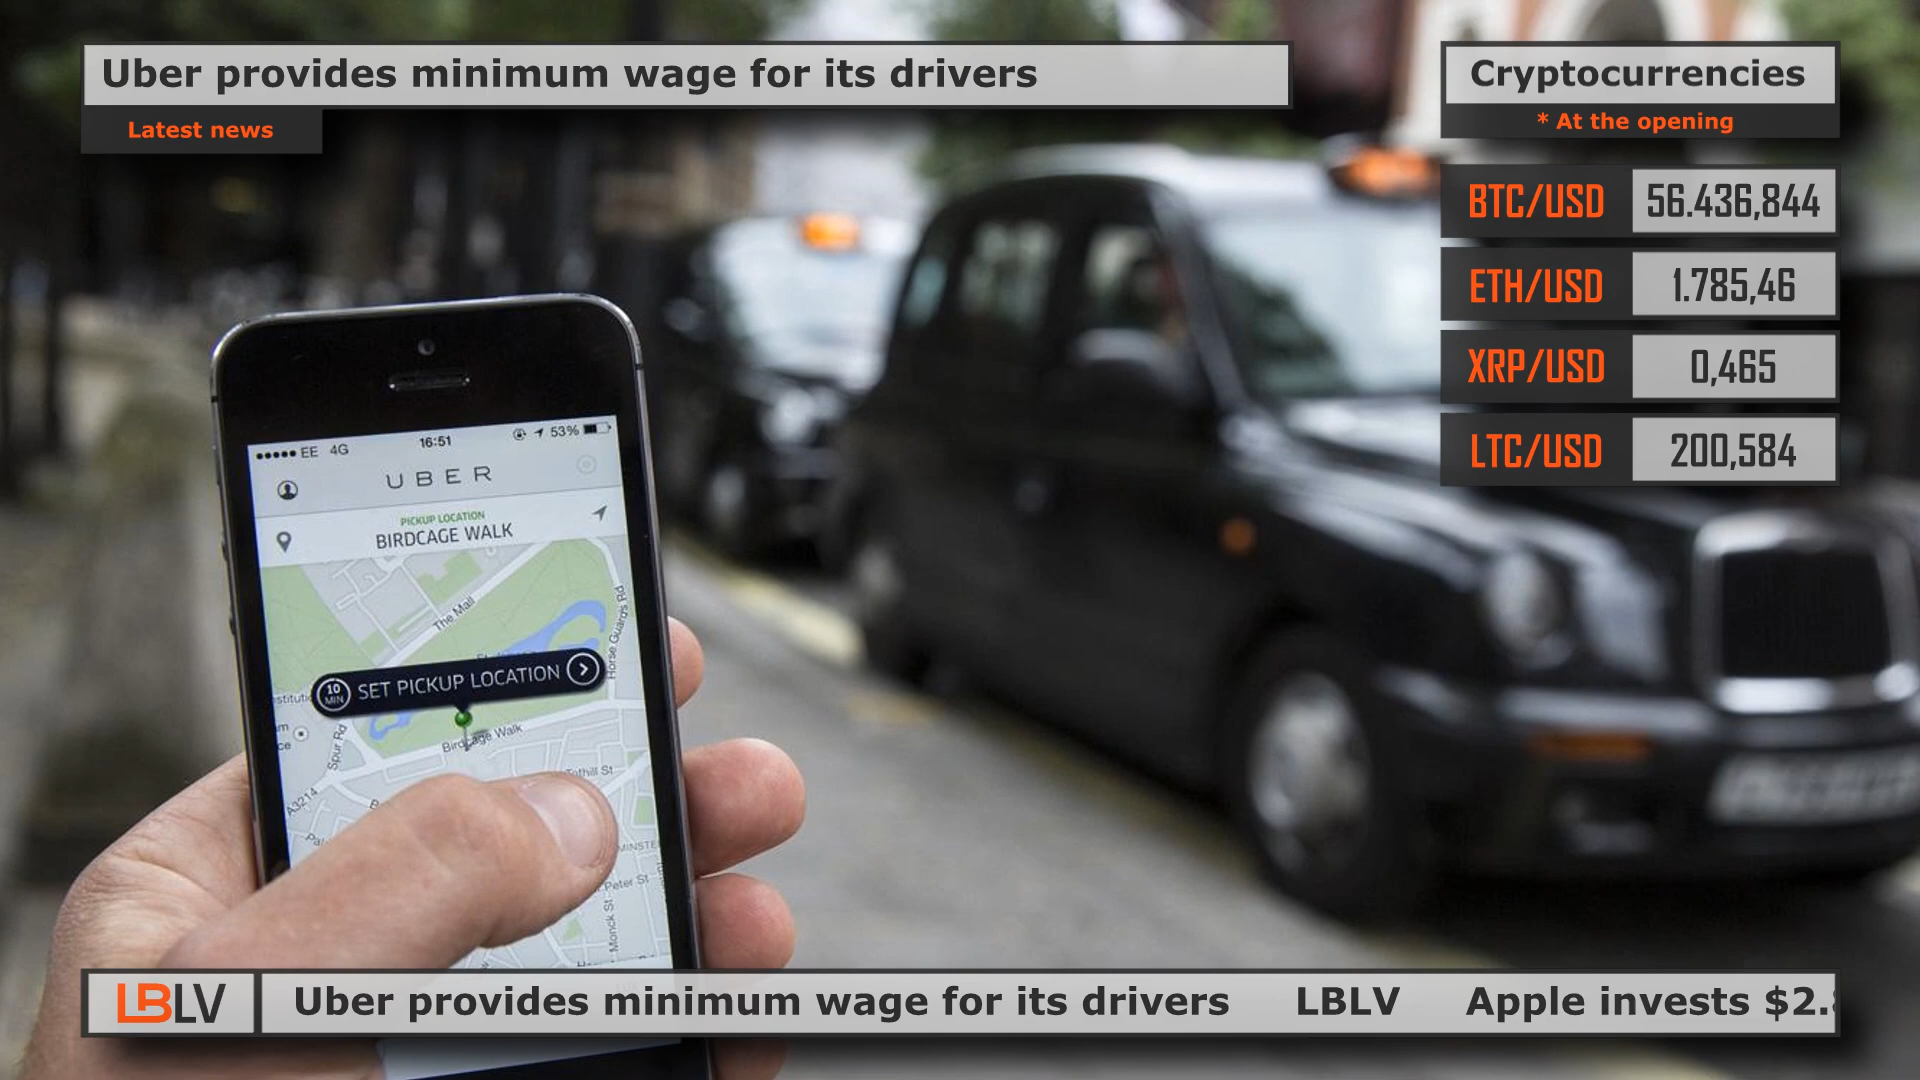 Uber provides minimum wage for its drivers
Latest news
Cryptocurrencies
* At the opening
BTC/USD 56.436,844
ETH/USD 1.785,46
XRP/USD 0,465
LTC/USD 200,584
EE 4G 16:51 53%
UBER
PICKUP LOCATION
BIRDCAGE WALK
The Mall
Horse Guards Rd
10 MIN SET PICKUP LOCATION
Spur Rd
Birdcage Walk
Tothill St
A3214
Peter St
Monck St
LBLV Uber provides minimum wage for its drivers LBLV Apple invests $2.